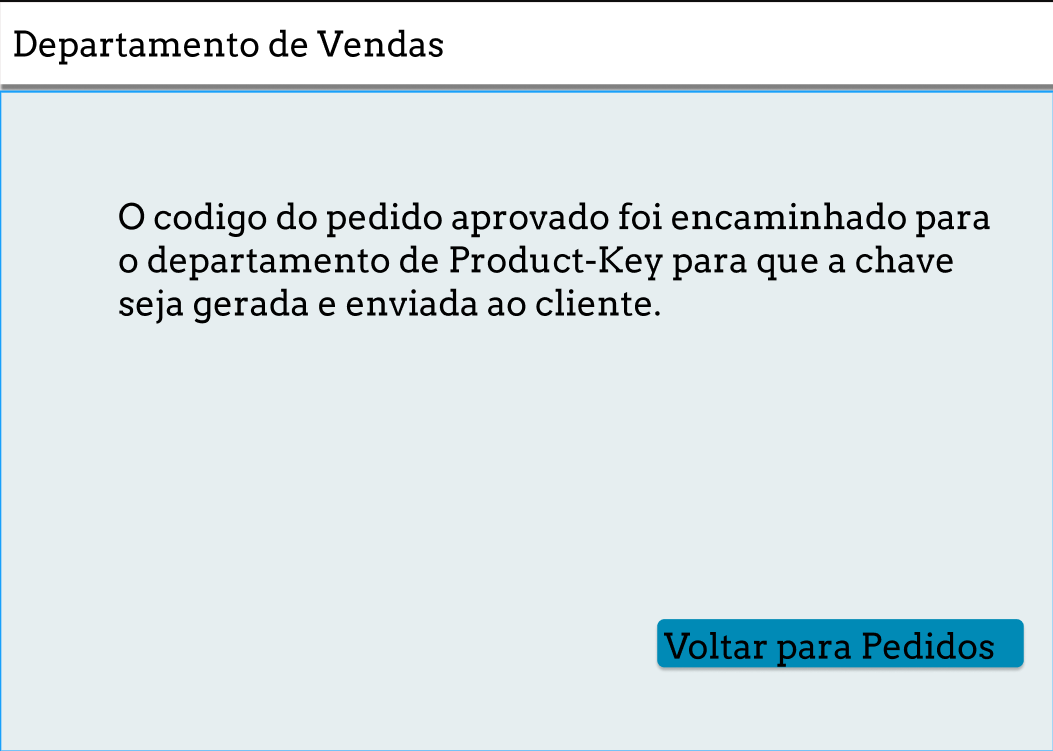 Departamento de Vendas
O codigo do pedido aprovado foi encaminhado para
o departamento de Product-Key para que a chave
seja gerada e enviada ao cliente.
Voltar para Pedidos